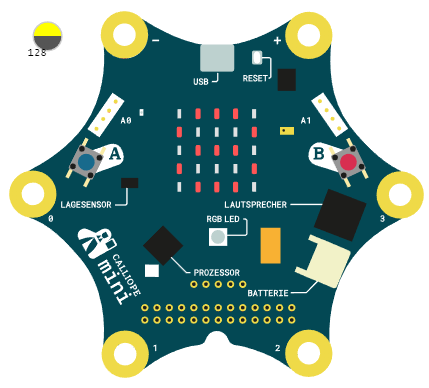 128
− +
USB
RESET
A0
A1
A
B
LAGESENSOR
LAUTSPRECHER
0
3
RGB LED
CALLIOPE
mini
PROZESSOR
BATTERIE
1
2